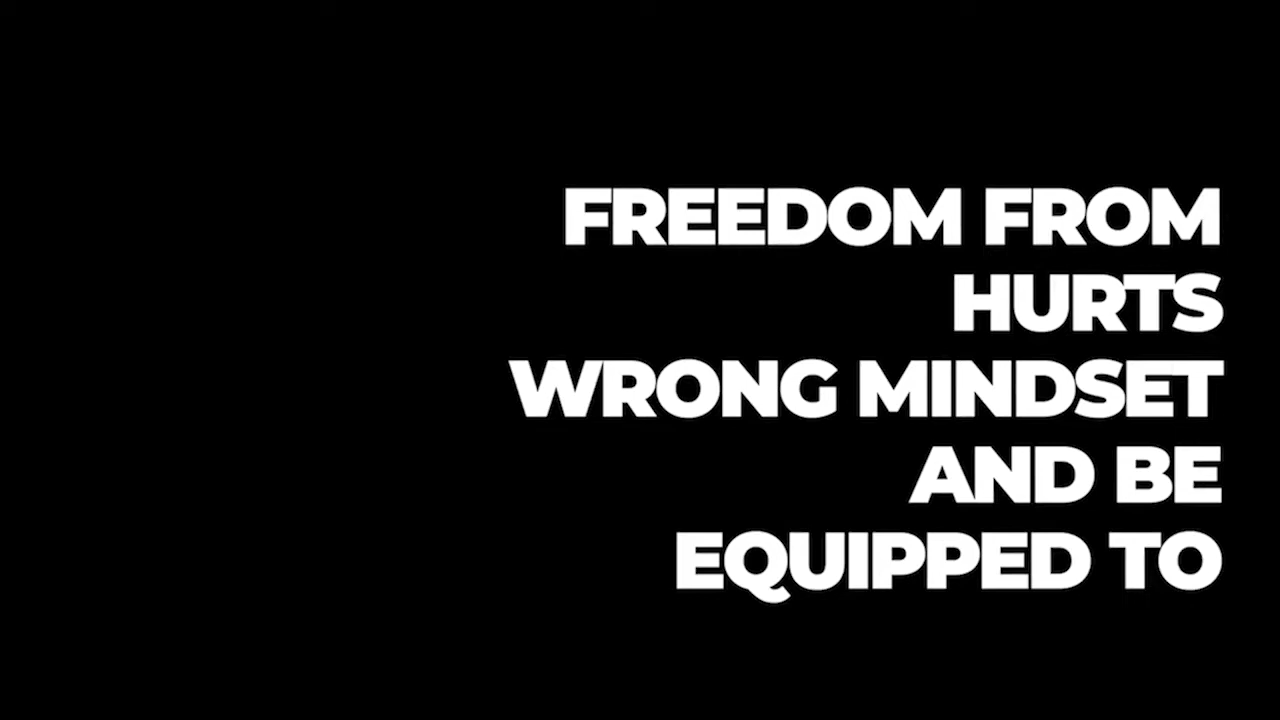 FREEDOM FROM
HURTS
WRONG MINDSET
AND BE
EQUIPPED TO